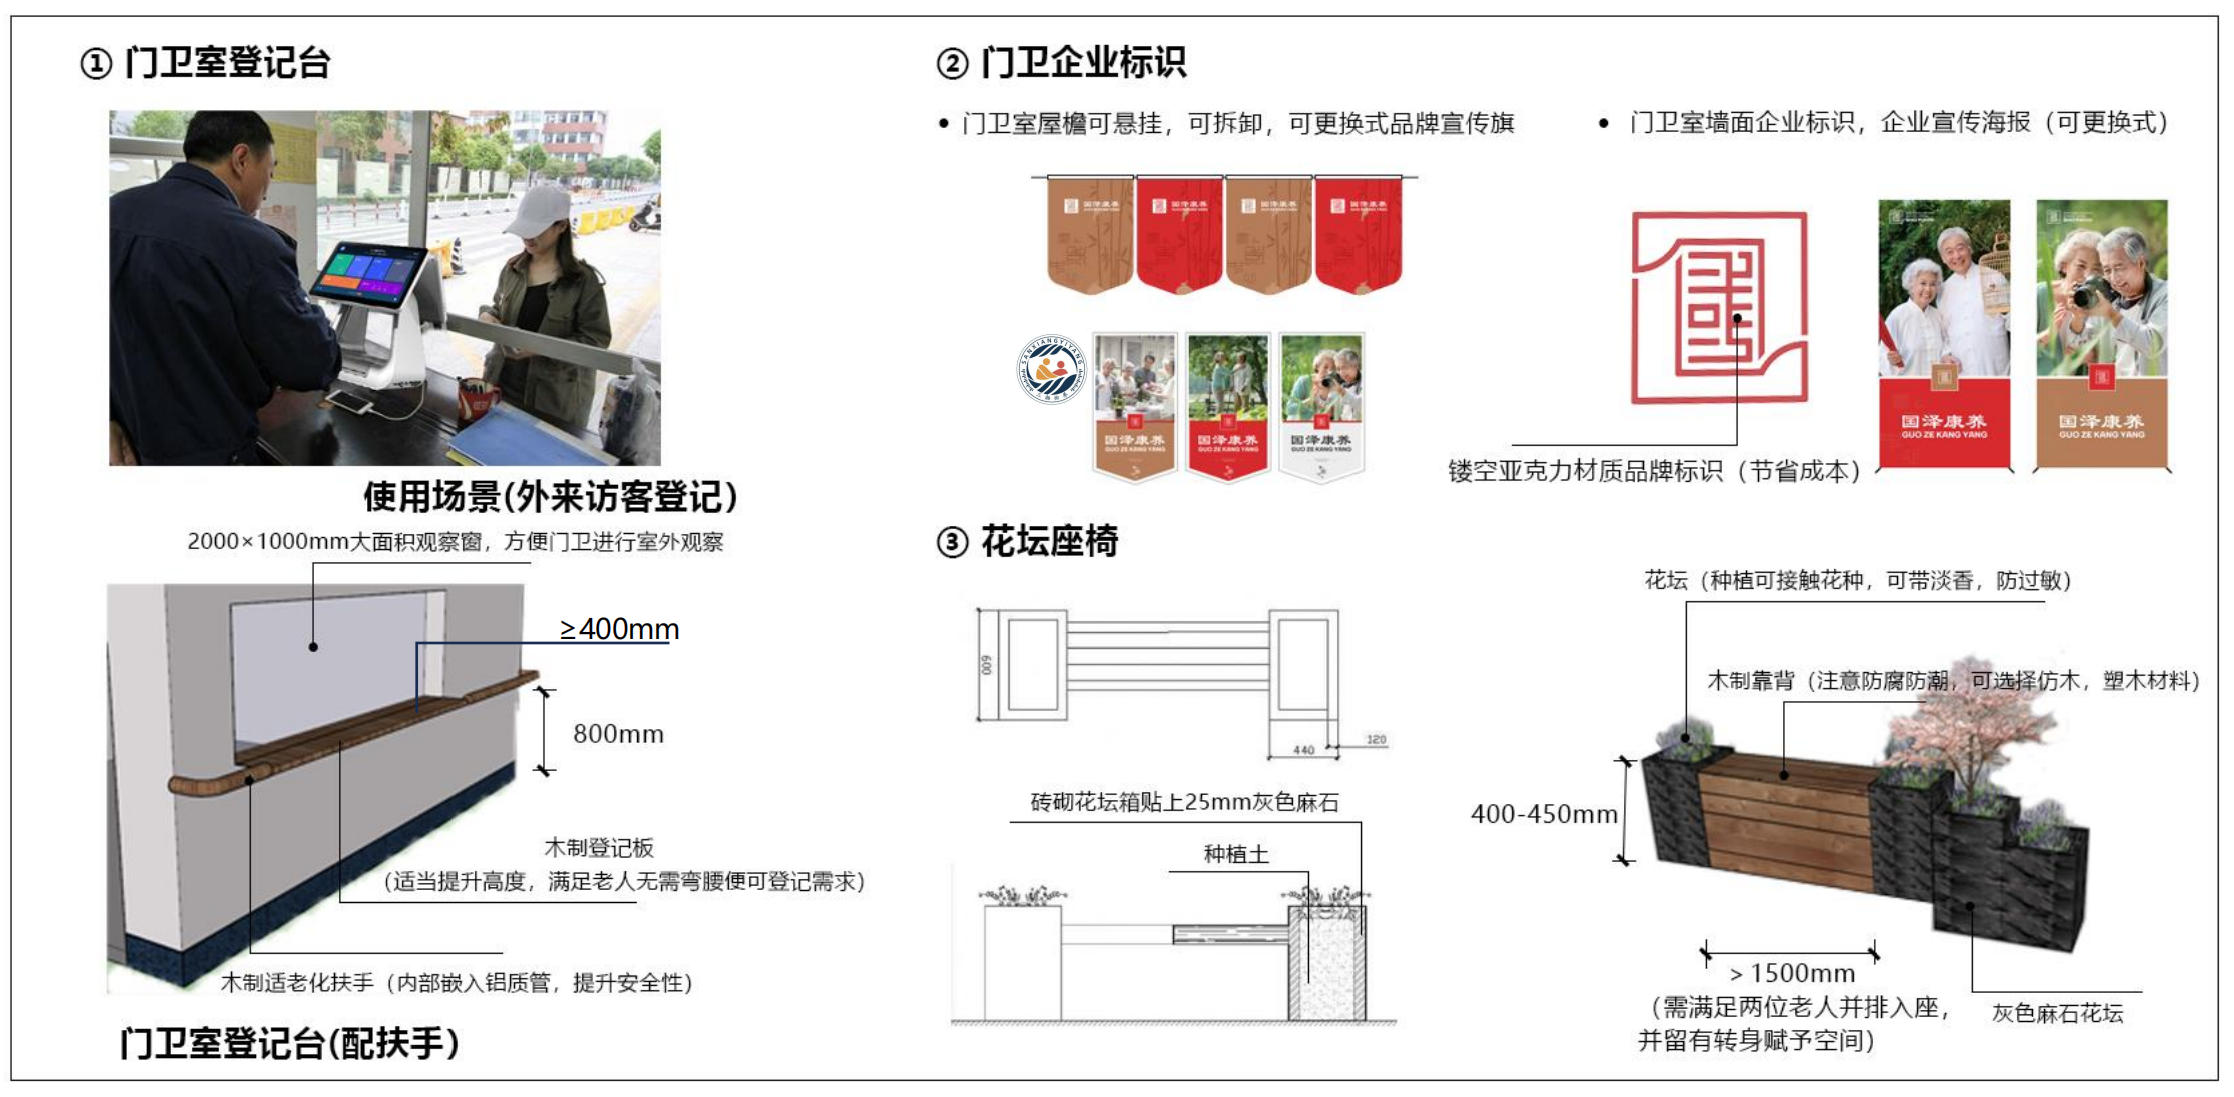 ① 门卫室登记台
使用场景(外来访客登记)
2000×1000mm大面积观察窗，方便门卫进行室外观察
≥400mm
800mm
木制登记板
（适当提升高度，满足老人无需弯腰便可登记需求）
木制适老化扶手（内部嵌入铝质管，提升安全性）
门卫室登记台(配扶手)
② 门卫企业标识
• 门卫室屋檐可悬挂，可拆卸，可更换式品牌宣传旗
• 门卫室墙面企业标识，企业宣传海报（可更换式）
国泽康养
国泽康养
国泽康养
国泽康养
SANXIANGYIYANG
国泽康养
GUO ZE KANG YANG
国泽康养
GUO ZE KANG YANG
国泽康养
GUO ZE KANG YANG
国泽康养
GUO ZE KANG YANG
国泽康养
GUO ZE KANG YANG
镂空亚克力材质品牌标识（节省成本）
③ 花坛座椅
600
440
120
砖砌花坛箱贴上25mm灰色麻石
种植土
花坛（种植可接触花种，可带淡香，防过敏）
木制靠背（注意防腐防潮，可选择仿木，塑木材料）
400-450mm
＞1500mm
（需满足两位老人并排入座，
并留有转身赋予空间）
灰色麻石花坛